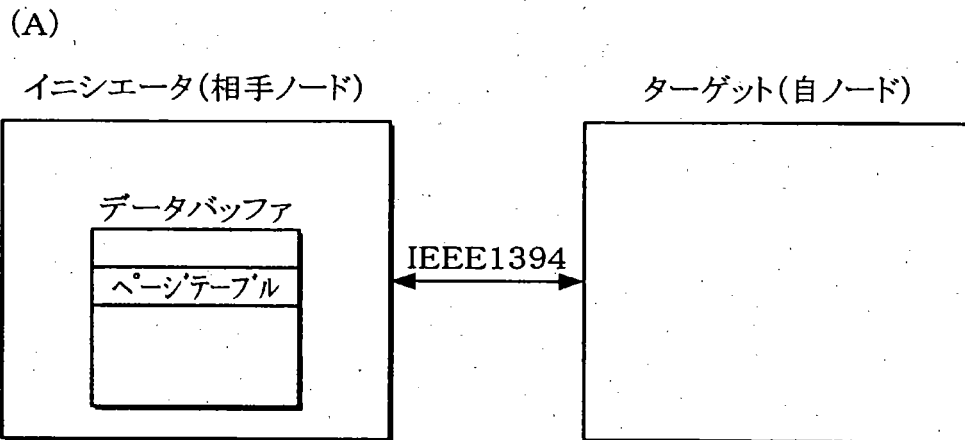 (A)
イニシエータ(相手ノード)
ターゲット(自ノード)
データバッファ
IEEE1394
ページテーブル